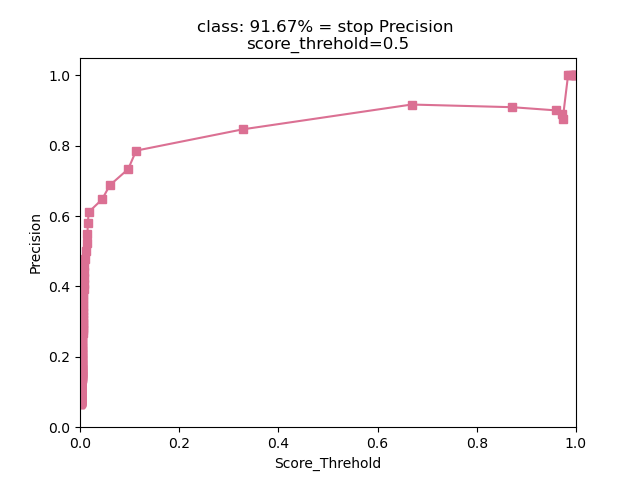 class: 91.67% = stop Precision
score_threhold=0.5
1.0
0.8
0.6
0.4
0.2
0.0
Precision
0.0 0.2 0.4 0.6 0.8 1.0
Score_Threhold